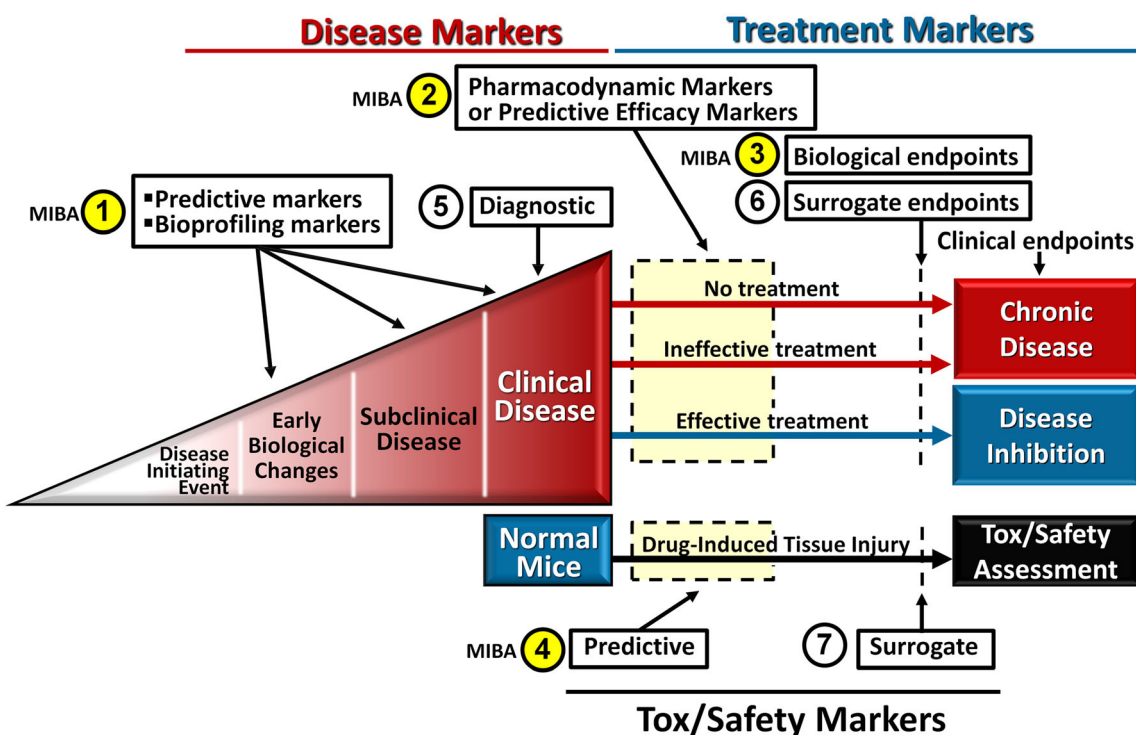 Disease Markers
Treatment Markers
MIBA 2
Pharmacodynamic Markers
or Predictive Efficacy Markers
MIBA 3 Biological endpoints
6 Surrogate endpoints
MIBA 1
▪Predictive markers
▪Bioprofiling markers
5 Diagnostic
Clinical endpoints
No treatment
Ineffective treatment
Effective treatment
Chronic
Disease
Disease
Inhibition
Disease
Initiating
Event
Early
Biological
Changes
Subclinical
Disease
Clinical
Disease
Normal
Mice
Drug-Induced Tissue Injury
Tox/Safety
Assessment
MIBA 4 Predictive
7 Surrogate
Tox/Safety Markers